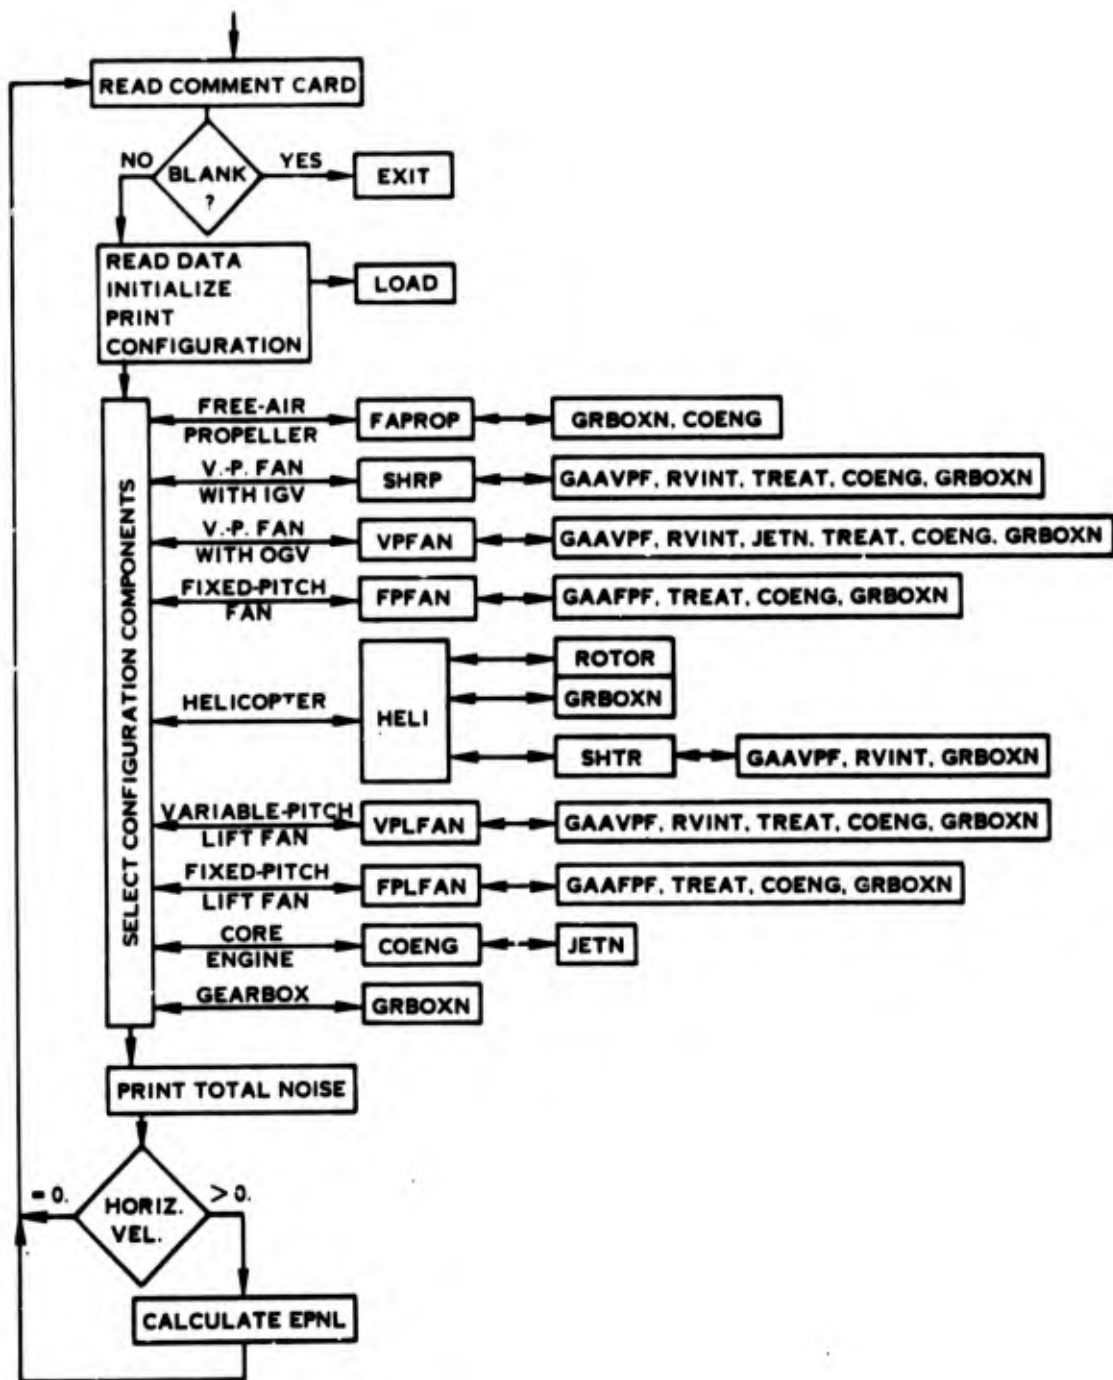 READ COMMENT CARD
NO
YES
BLANK
?
EXIT
READ DATA
INITIALIZE
PRINT
CONFIGURATION
LOAD
SELECT CONFIGURATION COMPONENTS
FREE-AIR
PROPELLER
FAPROP
GRBOXN, COENG
V.-P. FAN
WITH IGV
SHRP
GAAVPF, RVINT, TREAT, COENG, GRBOXN
V.-P. FAN
WITH OGV
VPFAN
GAAVPF, RVINT, JETN, TREAT, COENG, GRBOXN
FIXED-PITCH
FAN
FPFAN
GAAFPF, TREAT, COENG, GRBOXN
HELICOPTER
HELI
ROTOR
GRBOXN
SHTR
GAAVPF, RVINT, GRBOXN
VARIABLE-PITCH
LIFT FAN
VPLFAN
GAAVPF, RVINT, TREAT, COENG, GRBOXN
FIXED-PITCH
LIFT FAN
FPLFAN
GAAFPF, TREAT, COENG, GRBOXN
CORE
ENGINE
COENG
JETN
GEARBOX
GRBOXN
PRINT TOTAL NOISE
= 0.
> 0.
HORIZ.
VEL.
CALCULATE EPNL